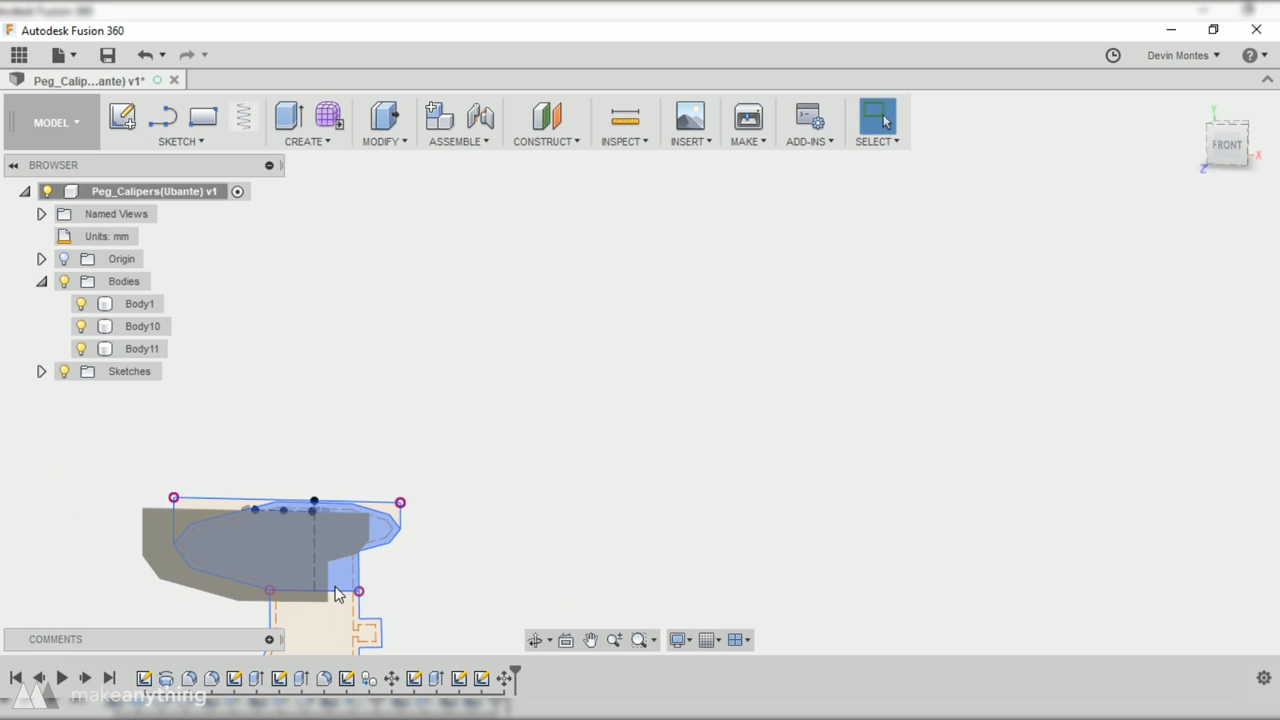 Autodesk Fusion 360
Devin Montes
Peg_Calip...ante) v1*
MODEL
SKETCH
CREATE
MODIFY
ASSEMBLE
CONSTRUCT
INSPECT
INSERT
MAKE
ADD-INS
SELECT
Y
FRONT
X
Z
BROWSER
Peg_Calipers(Ubante) v1
Named Views
Units: mm
Origin
Bodies
Body1
Body10
Body11
Sketches
COMMENTS
makeanything